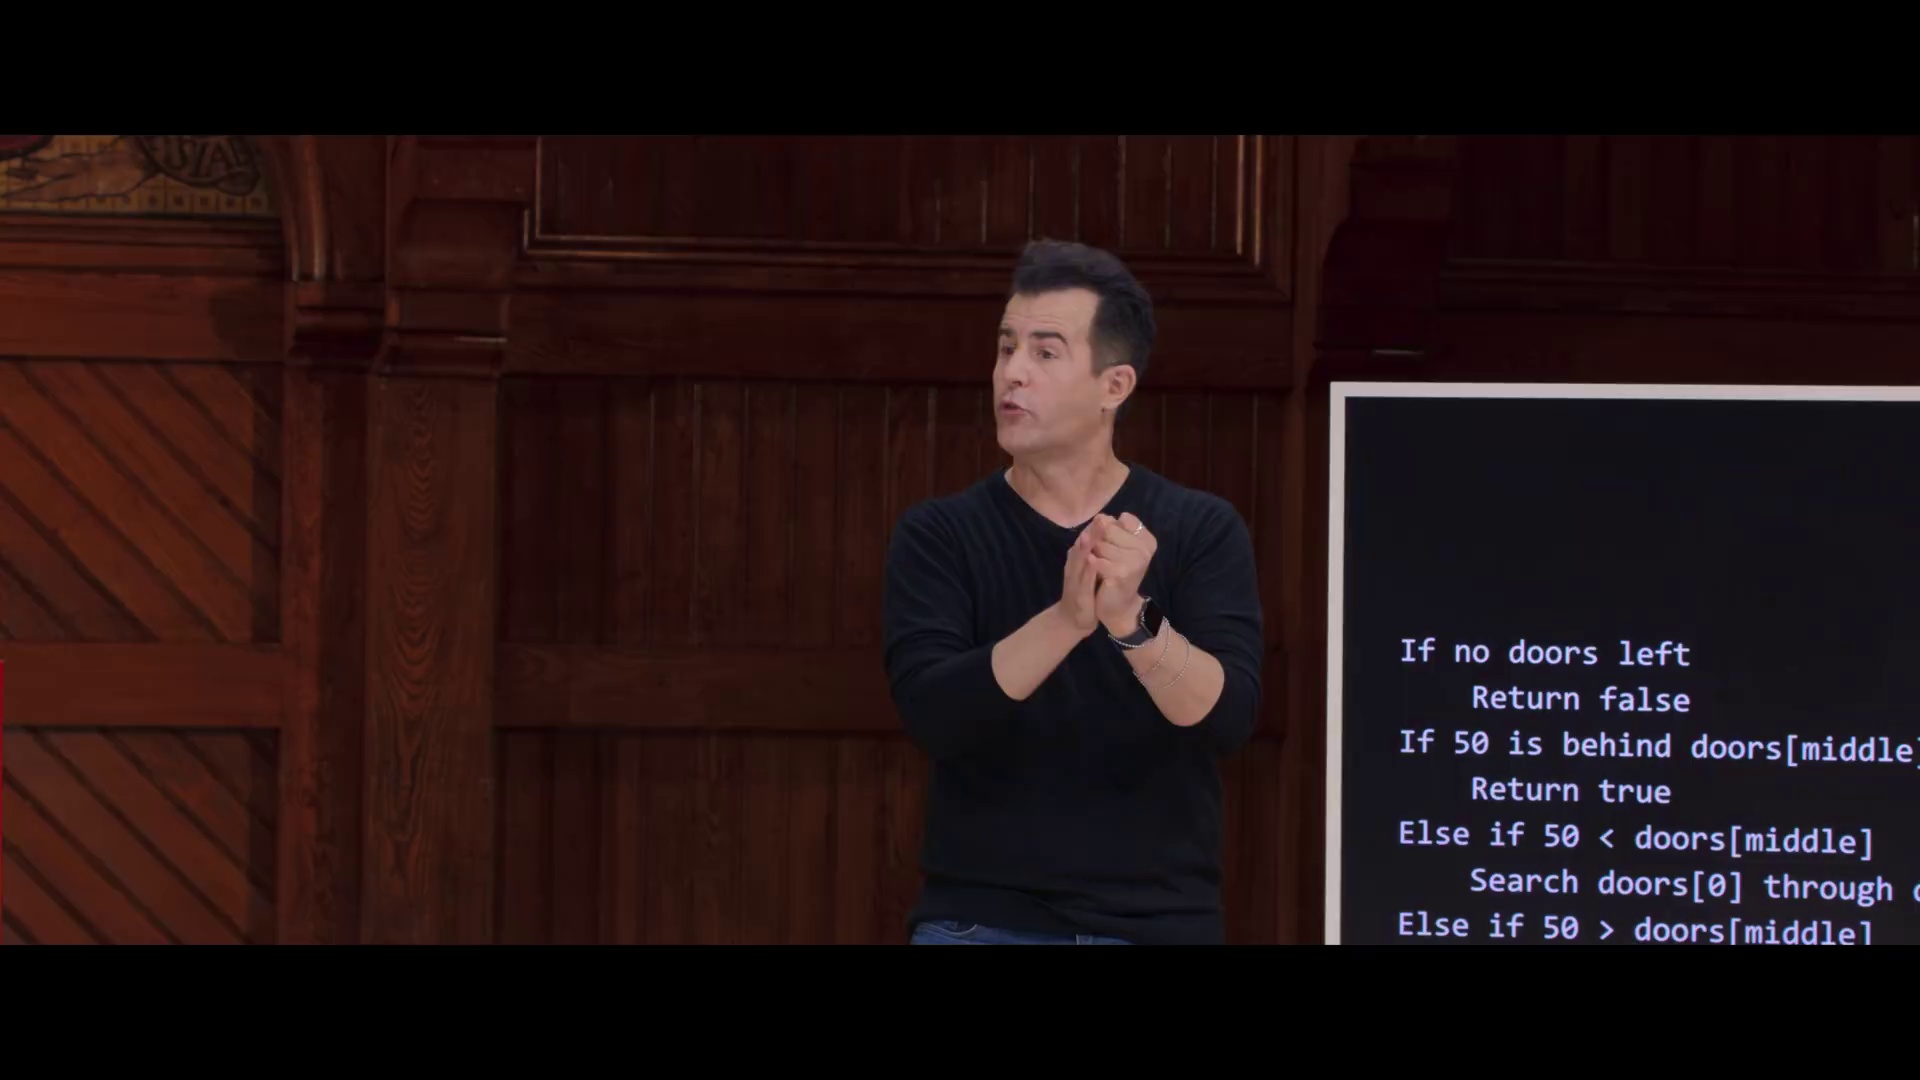 If no doors left
Return false
If 50 is behind doors[middle]
Return true
Else if 50 < doors[middle]
Search doors[0] through
Else if 50 > doors[middle]